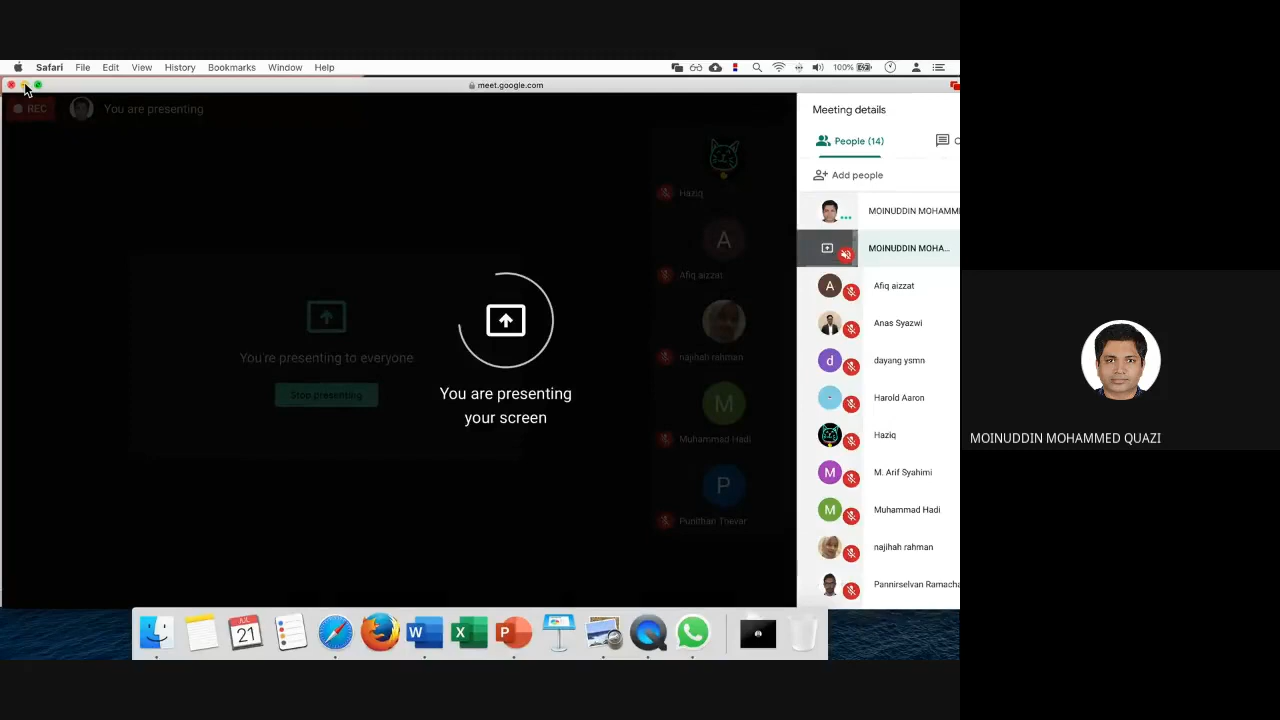 Safari File Edit View History Bookmarks Window Help 100%
meet.google.com
REC You are presenting
Meeting details
People (14)
Add people
MOINUDDIN MOHAMM
MOINUDDIN MOHA...
Afiq aizzat
Anas Syazwi
dayang ysmn
Harold Aaron
Haziq
M. Arif Syahimi
Muhammad Hadi
najihah rahman
Pannirselvan Ramacha
Haziq
A
Afiq aizzat
najihah rahman
M
Muhammad Hadi
P
You're presenting to everyone
Stop presenting
You are presenting
your screen
A
d
M
M
MOINUDDIN MOHAMMED QUAZI
JUL
21
W
X
P